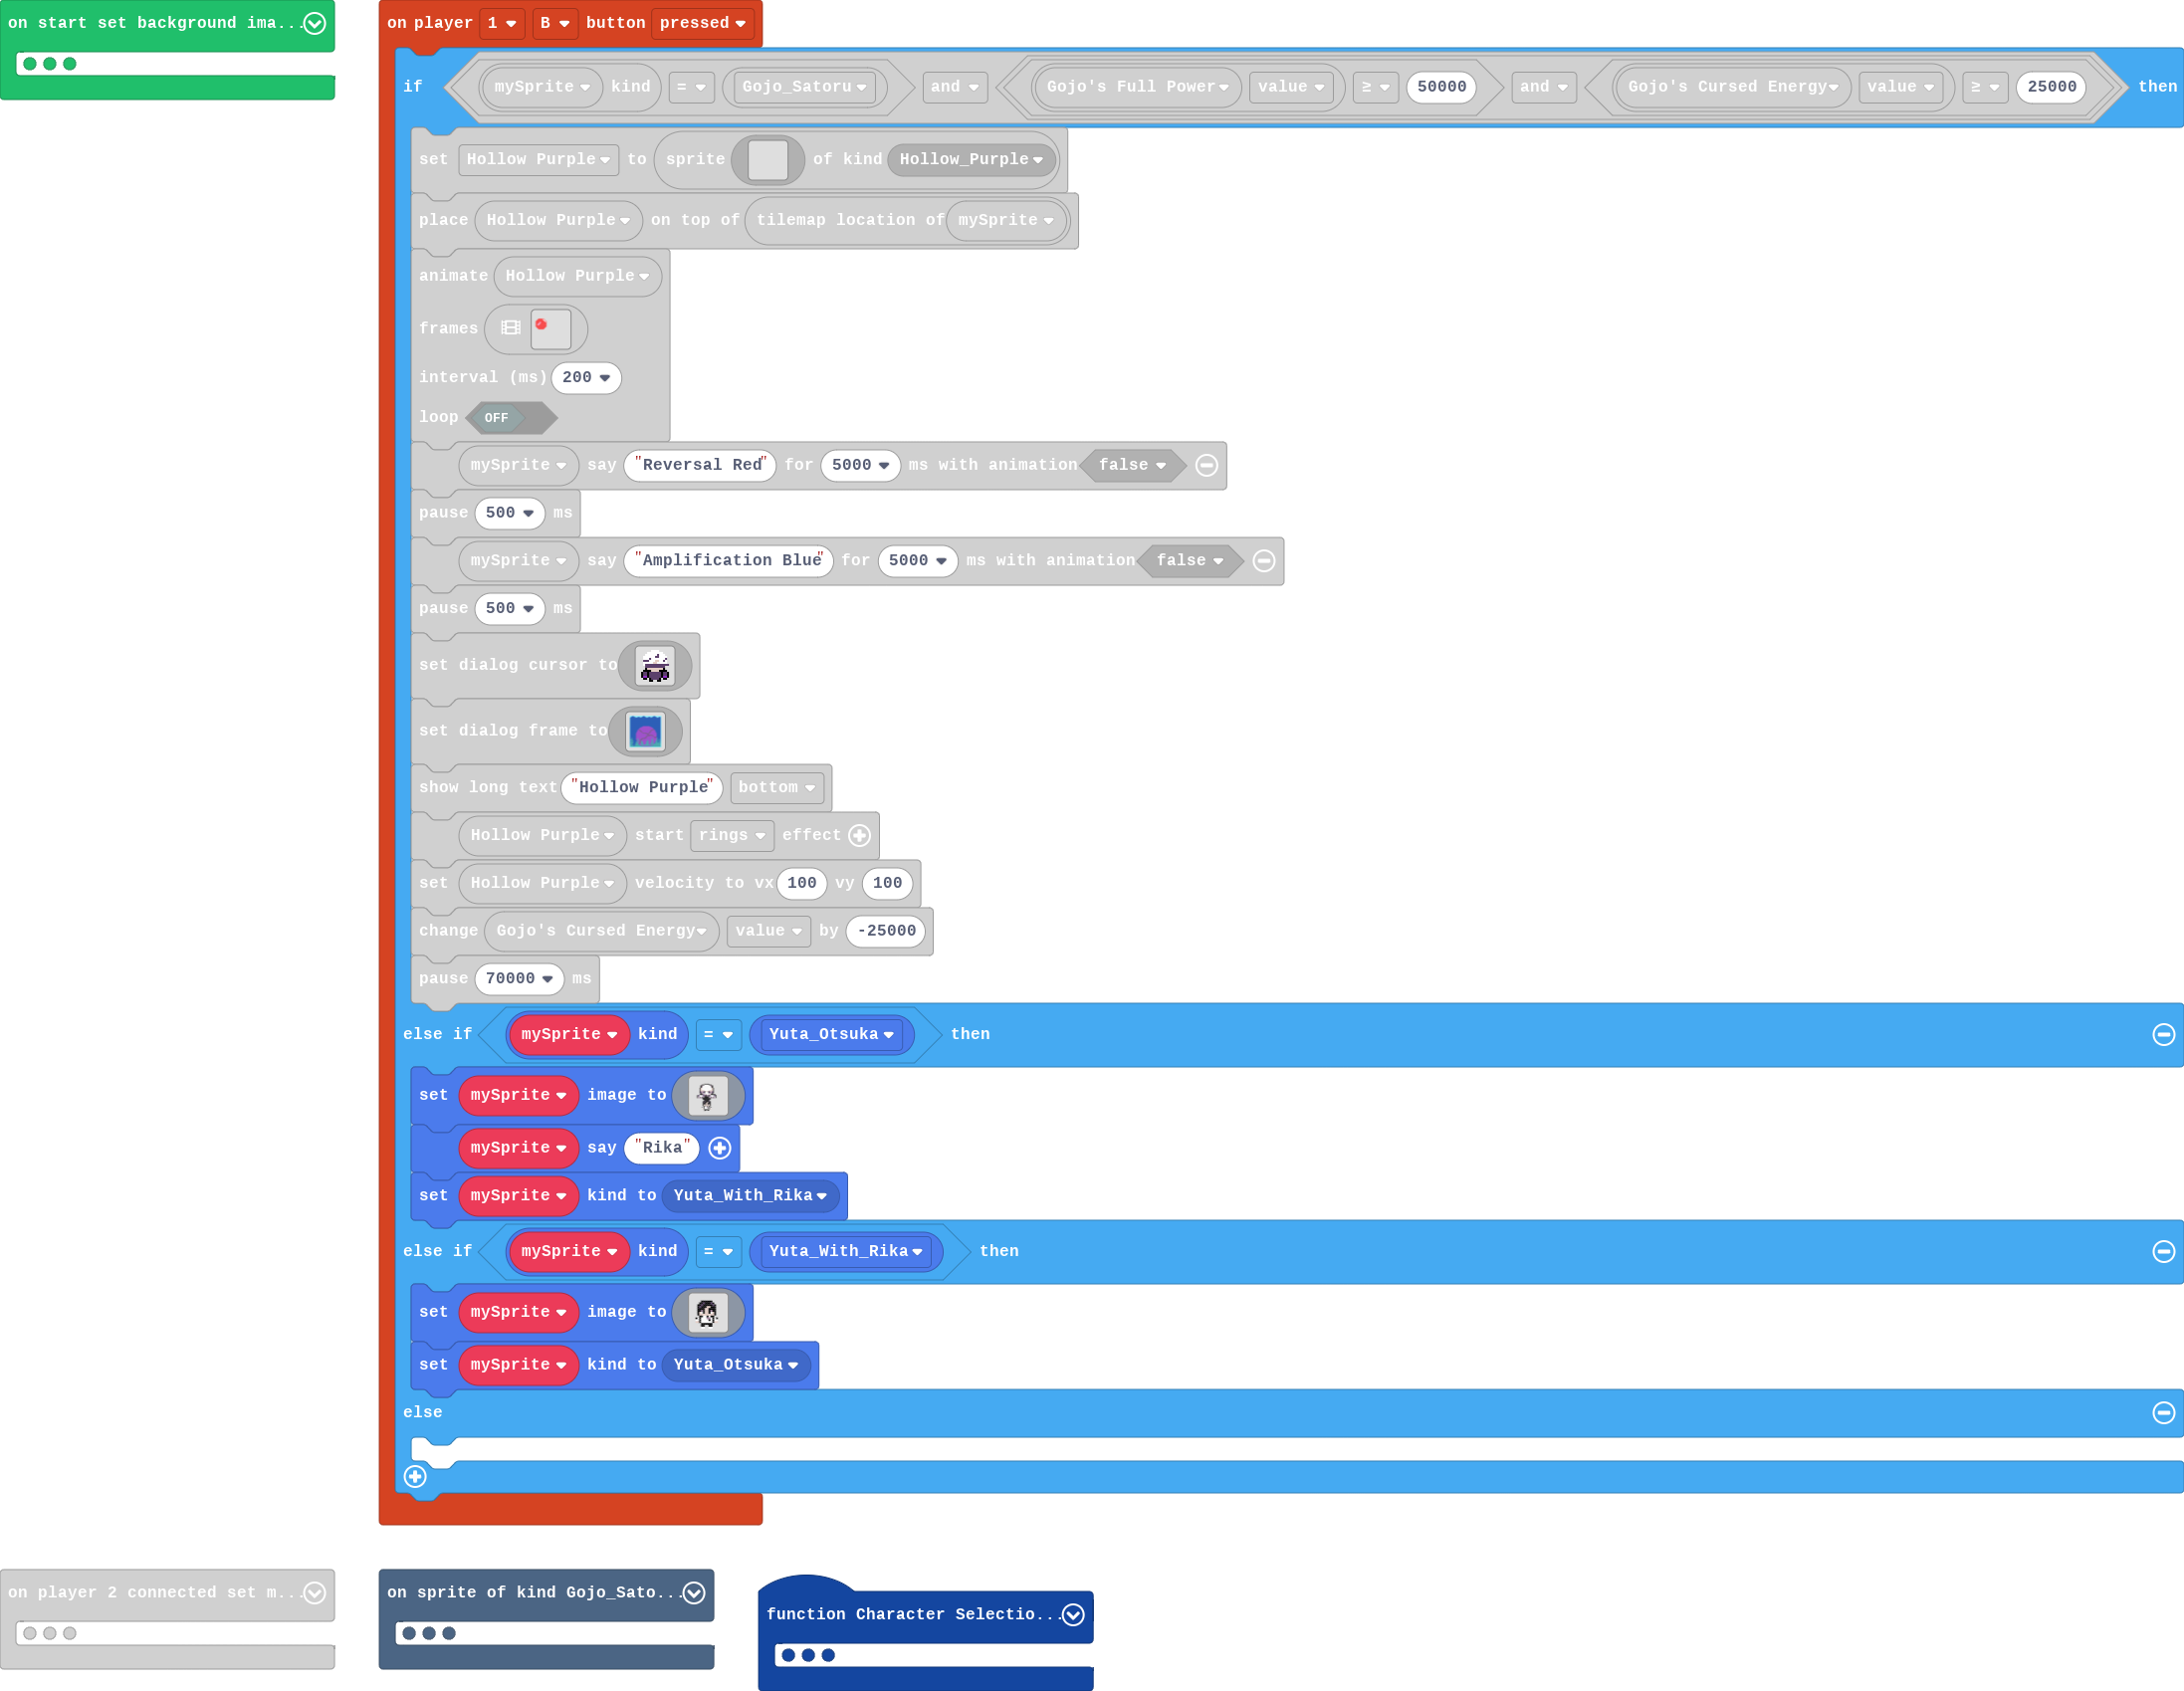 on start set background ima...
on player 1 B button pressed
if mySprite kind = Gojo_Satoru and Gojo's Full Power value ≥ 50000 and Gojo's Cursed Energy value ≥ 25000 then
set Hollow Purple to sprite of kind Hollow_Purple
place Hollow Purple on top of tilemap location of mySprite
animate Hollow Purple
frames
interval (ms) 200
loop OFF
mySprite say "Reversal Red" for 5000 ms with animation false
pause 500 ms
mySprite say "Amplification Blue" for 5000 ms with animation false
pause 500 ms
set dialog cursor to
set dialog frame to
show long text "Hollow Purple" bottom
Hollow Purple start rings effect
set Hollow Purple velocity to vx 100 vy 100
change Gojo's Cursed Energy value by -25000
pause 70000 ms
else if mySprite kind = Yuta_Otsuka then
set mySprite image to
mySprite say "Rika"
set mySprite kind to Yuta_With_Rika
else if mySprite kind = Yuta_With_Rika then
set mySprite image to
set mySprite kind to Yuta_Otsuka
else
on player 2 connected set m...
on sprite of kind Gojo_Sato...
function Character Selectio...